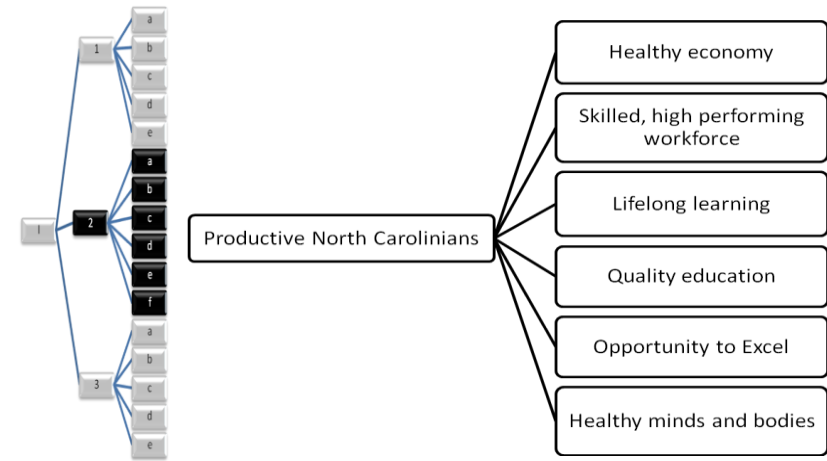 I
1
a
b
c
d
e
2
a
b
c
d
e
f
3
a
b
c
d
e
Productive North Carolinians
Healthy economy
Skilled, high performing
workforce
Lifelong learning
Quality education
Opportunity to Excel
Healthy minds and bodies